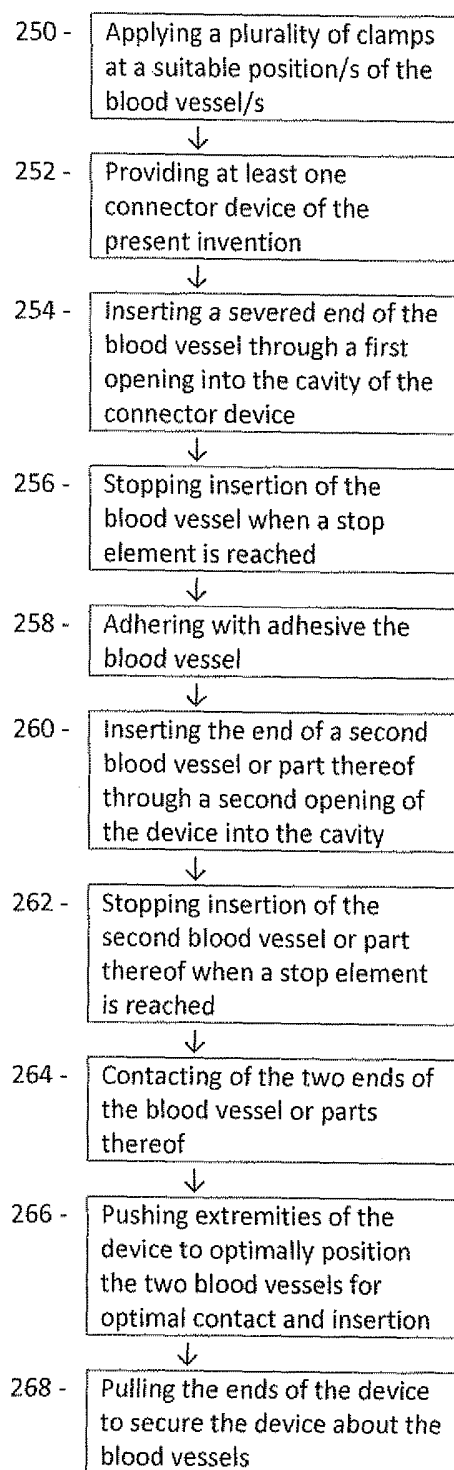 250 - Applying a plurality of clamps
at a suitable position/s of the
blood vessel/s
252 - Providing at least one
connector device of the
present invention
254 - Inserting a severed end of the
blood vessel through a first
opening into the cavity of the
connector device
256 - Stopping insertion of the
blood vessel when a stop
element is reached
258 - Adhering with adhesive the
blood vessel
260 - Inserting the end of a second
blood vessel or part thereof
through a second opening of
the device into the cavity
262 - Stopping insertion of the
second blood vessel or part
thereof when a stop element
is reached
264 - Contacting of the two ends of
the blood vessel or parts
thereof
266 - Pushing extremities of the
device to optimally position
the two blood vessels for
optimal contact and insertion
268 - Pulling the ends of the device
to secure the device about the
blood vessels